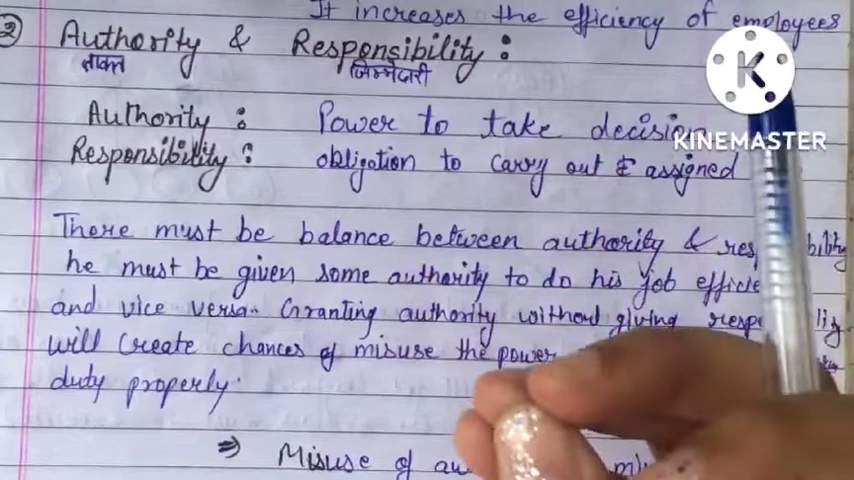 It increases the efficiency of employees
② Authority & Responsibility :
ताकत जिम्मेदारी
Authority : Power to take decision
Responsibility : obligation to carry out & assigned
There must be balance between authority &
he must be given some authority to do his job
and vice versa. Granting authority without giving
will create chances of misuse the power
duty properly.
⇒ Misuse of
K
KINEMASTER